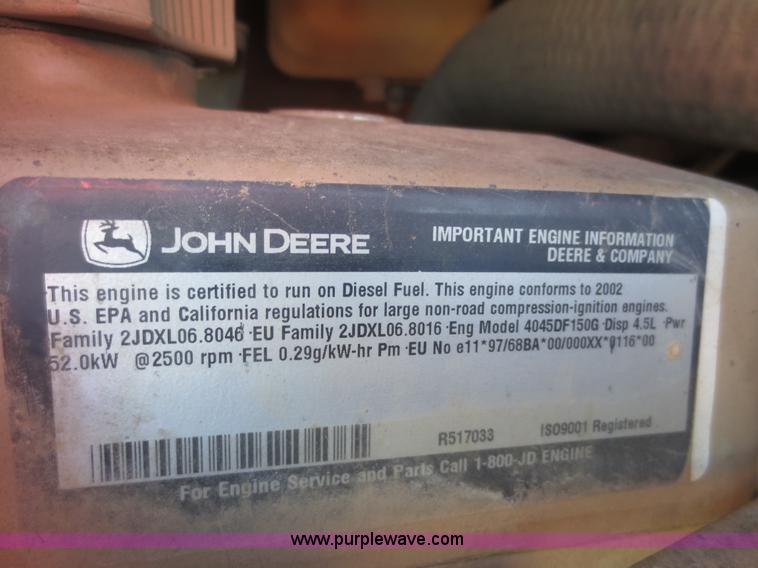 JOHN DEERE
IMPORTANT ENGINE INFORMATION
DEERE & COMPANY
This engine is certified to run on Diesel Fuel. This engine conforms to 2002
U.S. EPA and California regulations for large non-road compression-ignition engines.
Family 2JDXL06.8046 ·EU Family 2JDXL06.8016 ·Eng Model 4045DF150G ·Disp 4.5L ·Pwr
52.0kW @2500 rpm ·FEL 0.29g/kW-hr Pm ·EU No e11*97/68BA*00/000XX*0116*00
R517033 ISO9001 Registered
For Engine Service and Parts Call 1-800-JD ENGINE
www.purplewave.com